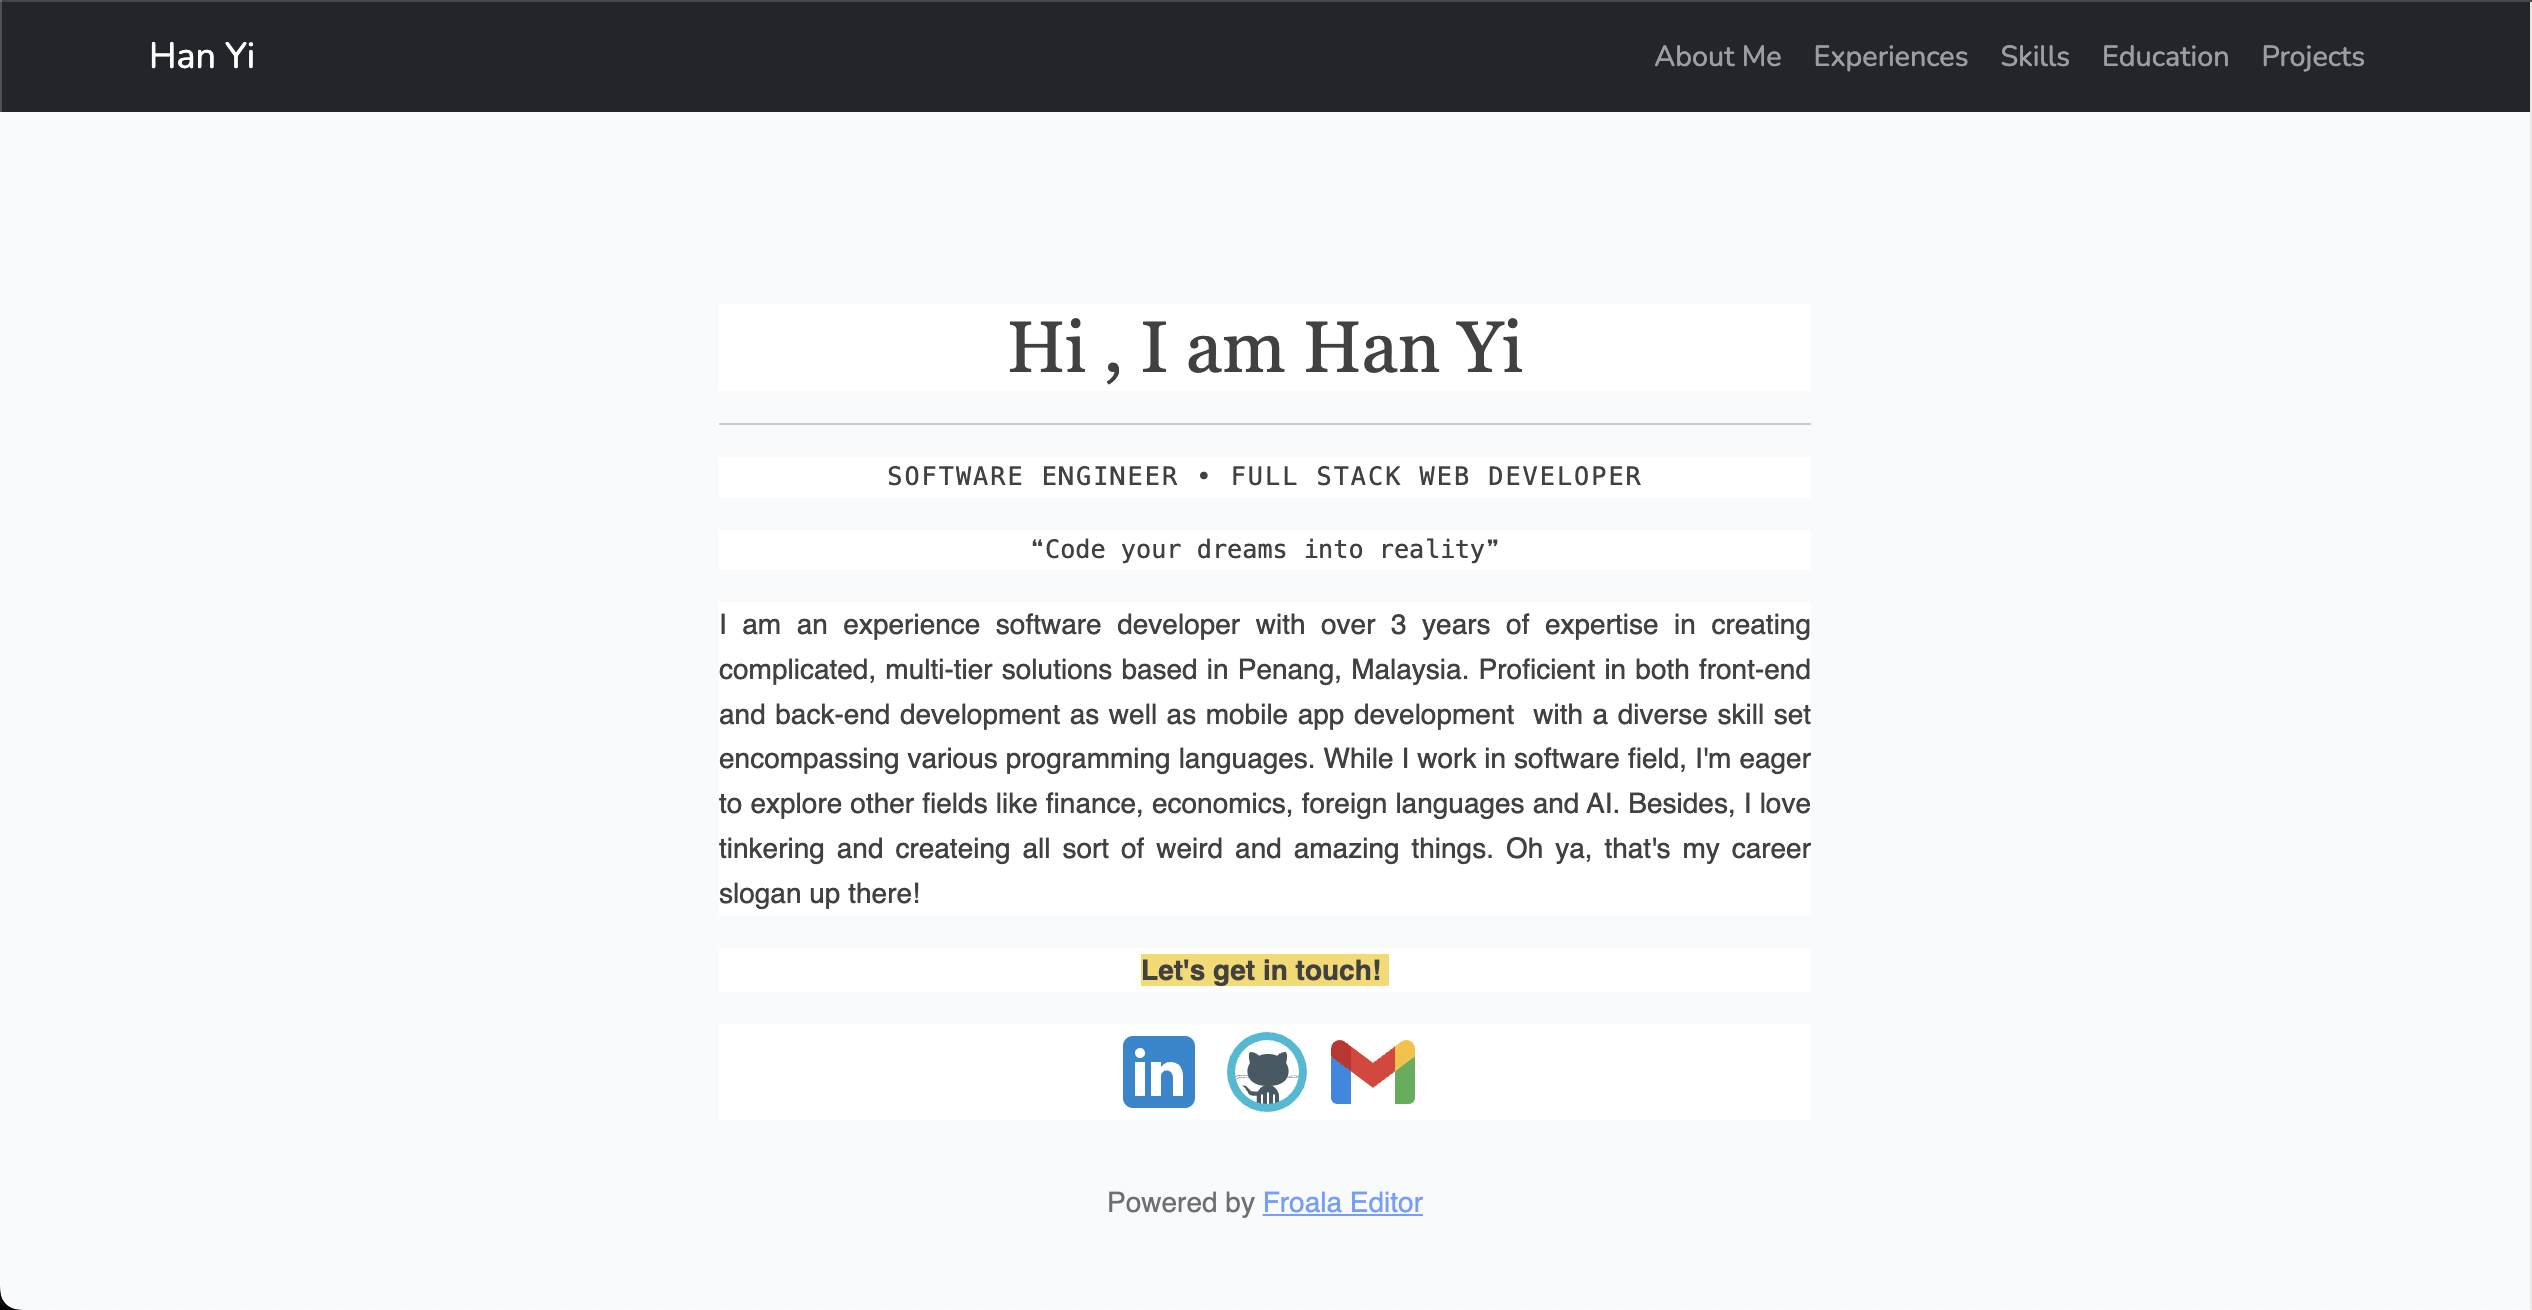 Han Yi
About Me Experiences Skills Education Projects
Hi , I am Han Yi
SOFTWARE ENGINEER • FULL STACK WEB DEVELOPER
“Code your dreams into reality”
I am an experience software developer with over 3 years of expertise in creating
complicated, multi-tier solutions based in Penang, Malaysia. Proficient in both front-end
and back-end development as well as mobile app development  with a diverse skill set
encompassing various programming languages. While I work in software field, I'm eager
to explore other fields like finance, economics, foreign languages and AI. Besides, I love
tinkering and createing all sort of weird and amazing things. Oh ya, that's my career
slogan up there!
Let's get in touch!
in
Powered by Froala Editor